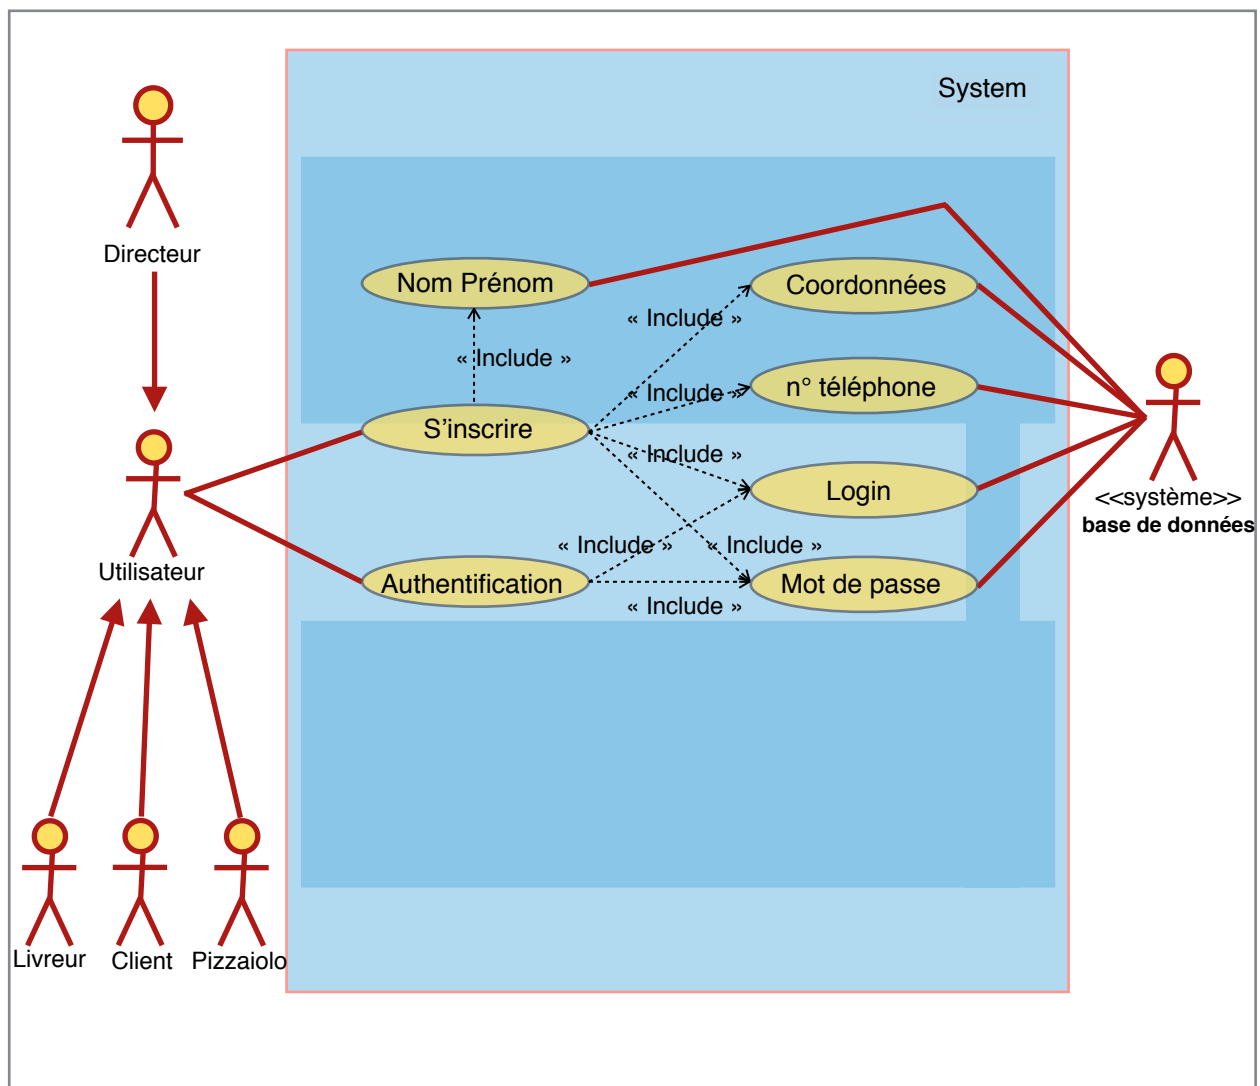 System
Directeur
Nom Prénom
Coordonnées
« Include »
« Include »
n° téléphone
« Include »
S'inscrire
« Include »
Login
<<système>>
base de données
« Include »
« Include »
Utilisateur
Authentification
Mot de passe
« Include »
Livreur
Client
Pizzaiolo